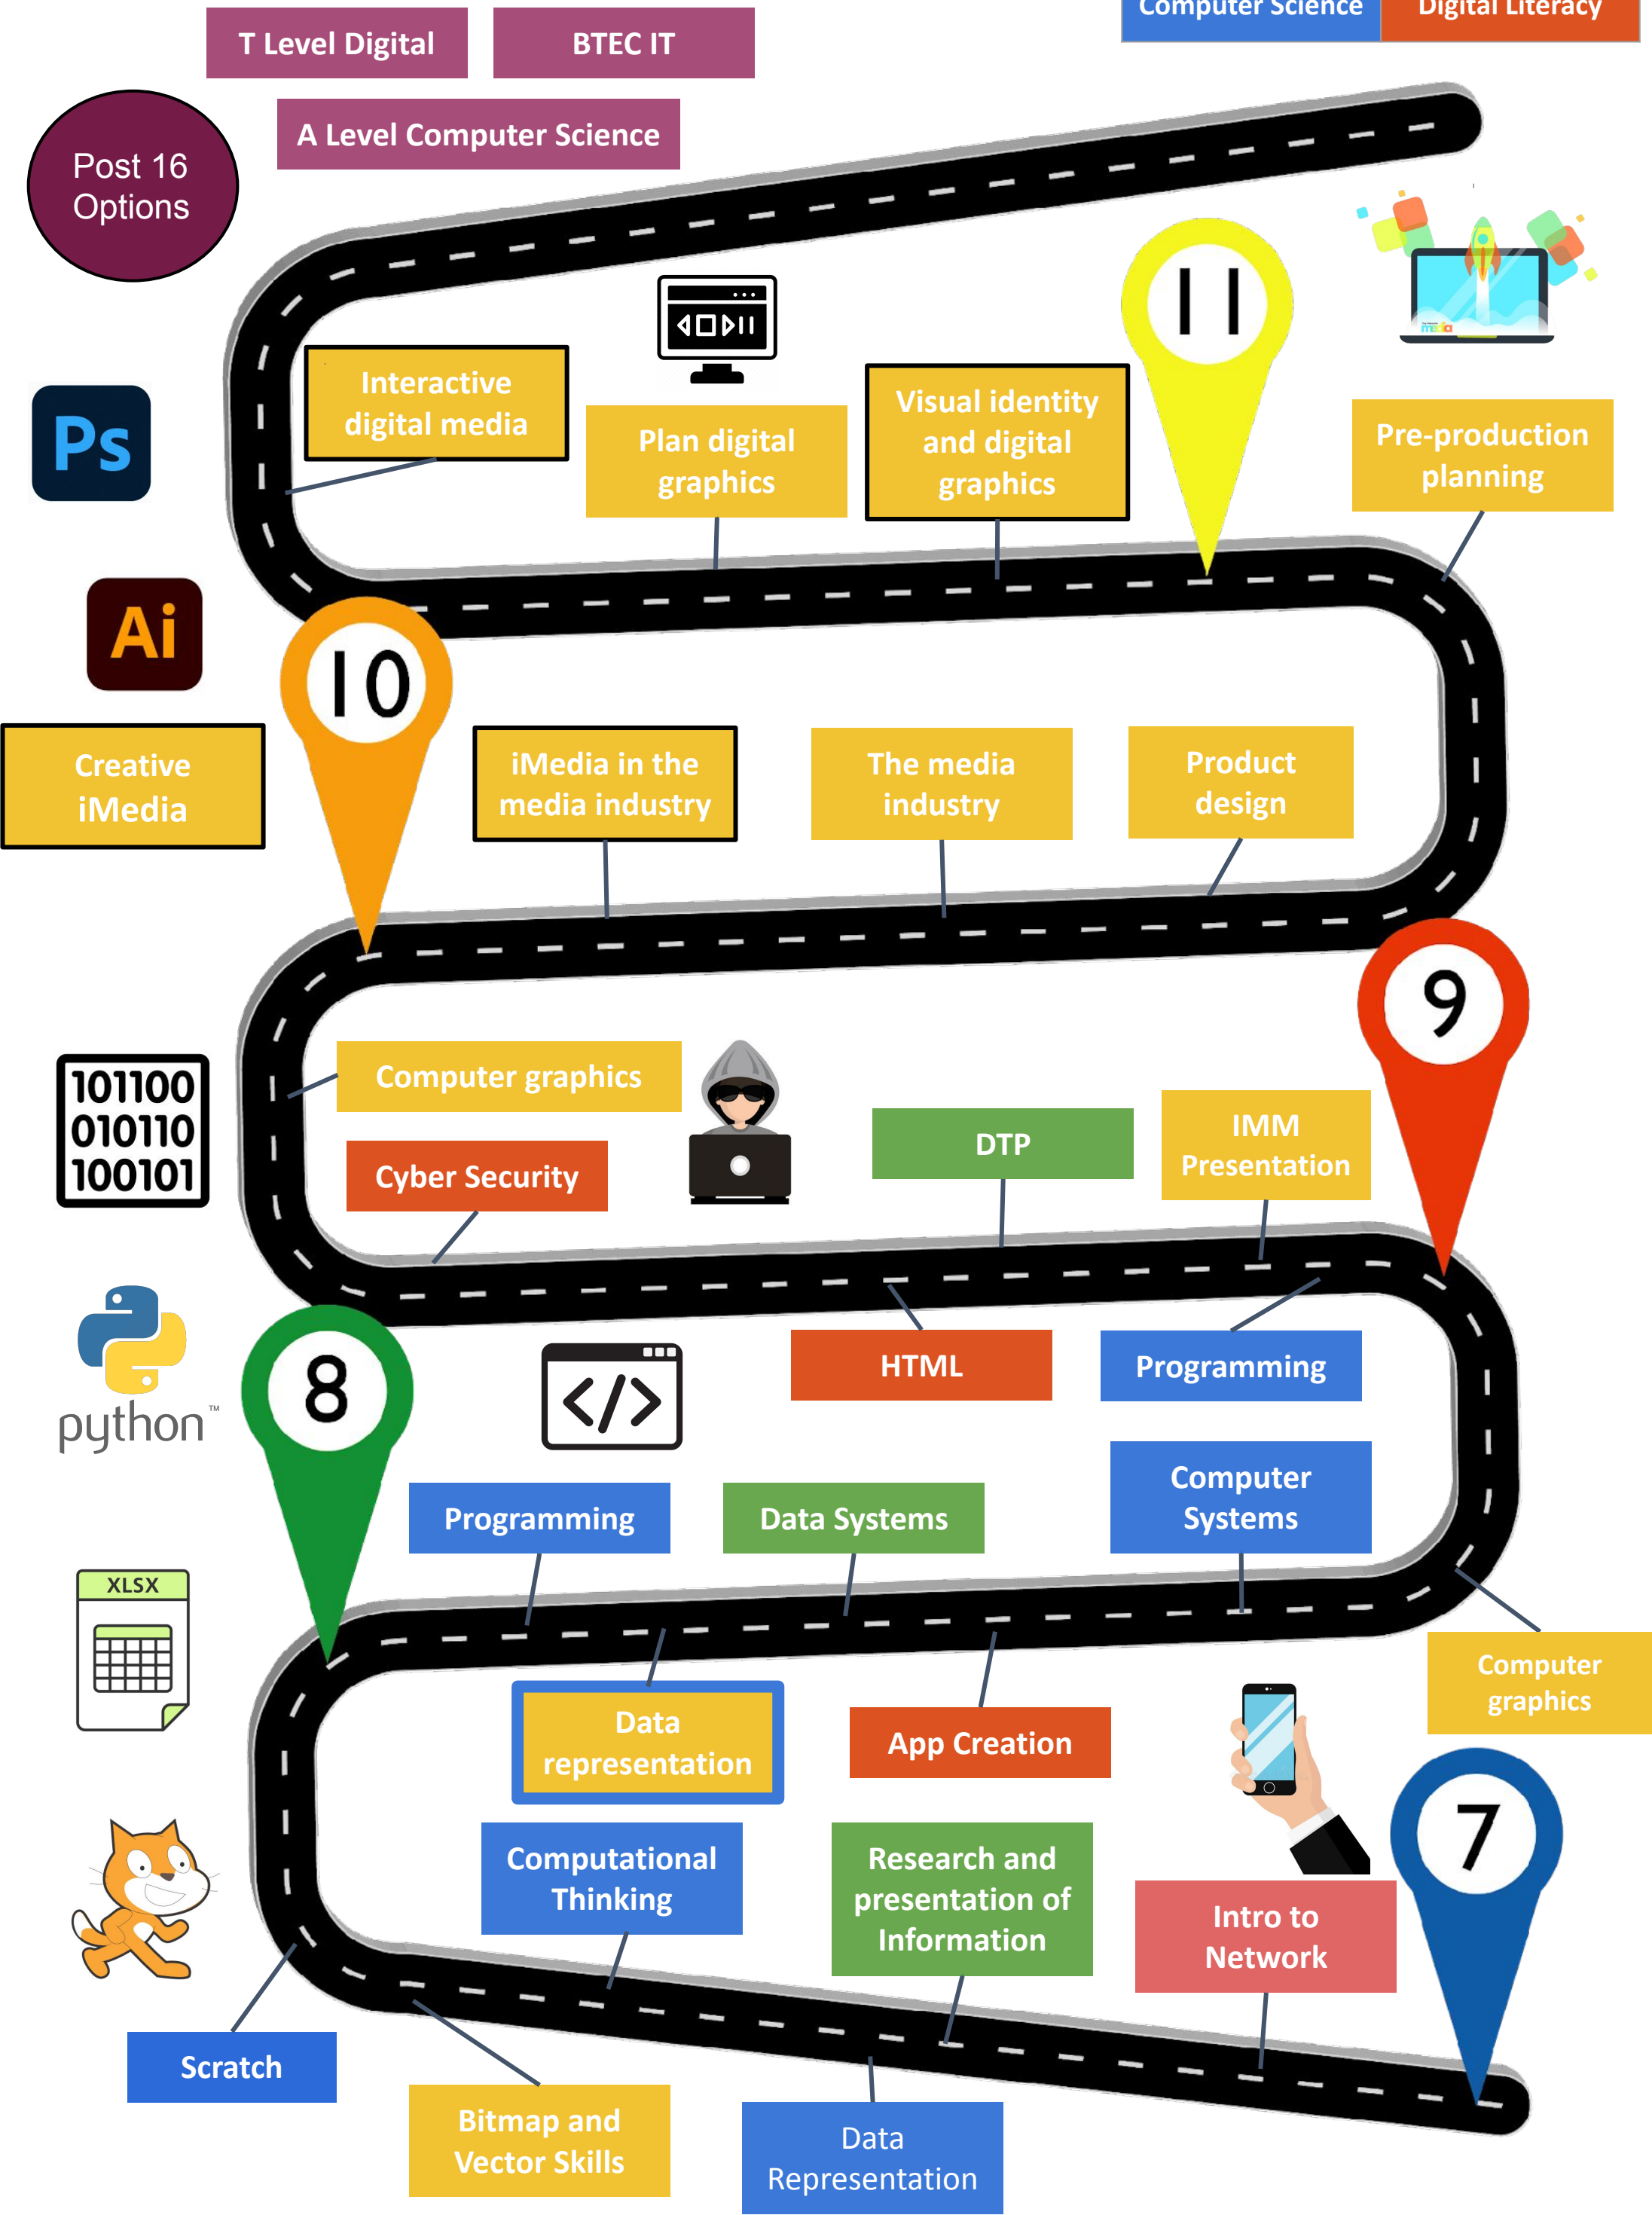 Computer Science
Digital Literacy
T Level Digital
BTEC IT
A Level Computer Science
Post 16
Options
11
Interactive
digital media
Plan digital
graphics
Visual identity
and digital
graphics
Pre-production
planning
media
Ps
Ai
10
Creative
iMedia
iMedia in the
media industry
The media
industry
Product
design
9
101100
010110
100101
Computer graphics
Cyber Security
DTP
IMM
Presentation
HTML
Programming
python™
8
</>
Programming
Data Systems
Computer
Systems
XLSX
Data
representation
App Creation
Computer
graphics
7
Computational
Thinking
Research and
presentation of
Information
Intro to
Network
Scratch
Bitmap and
Vector Skills
Data
Representation